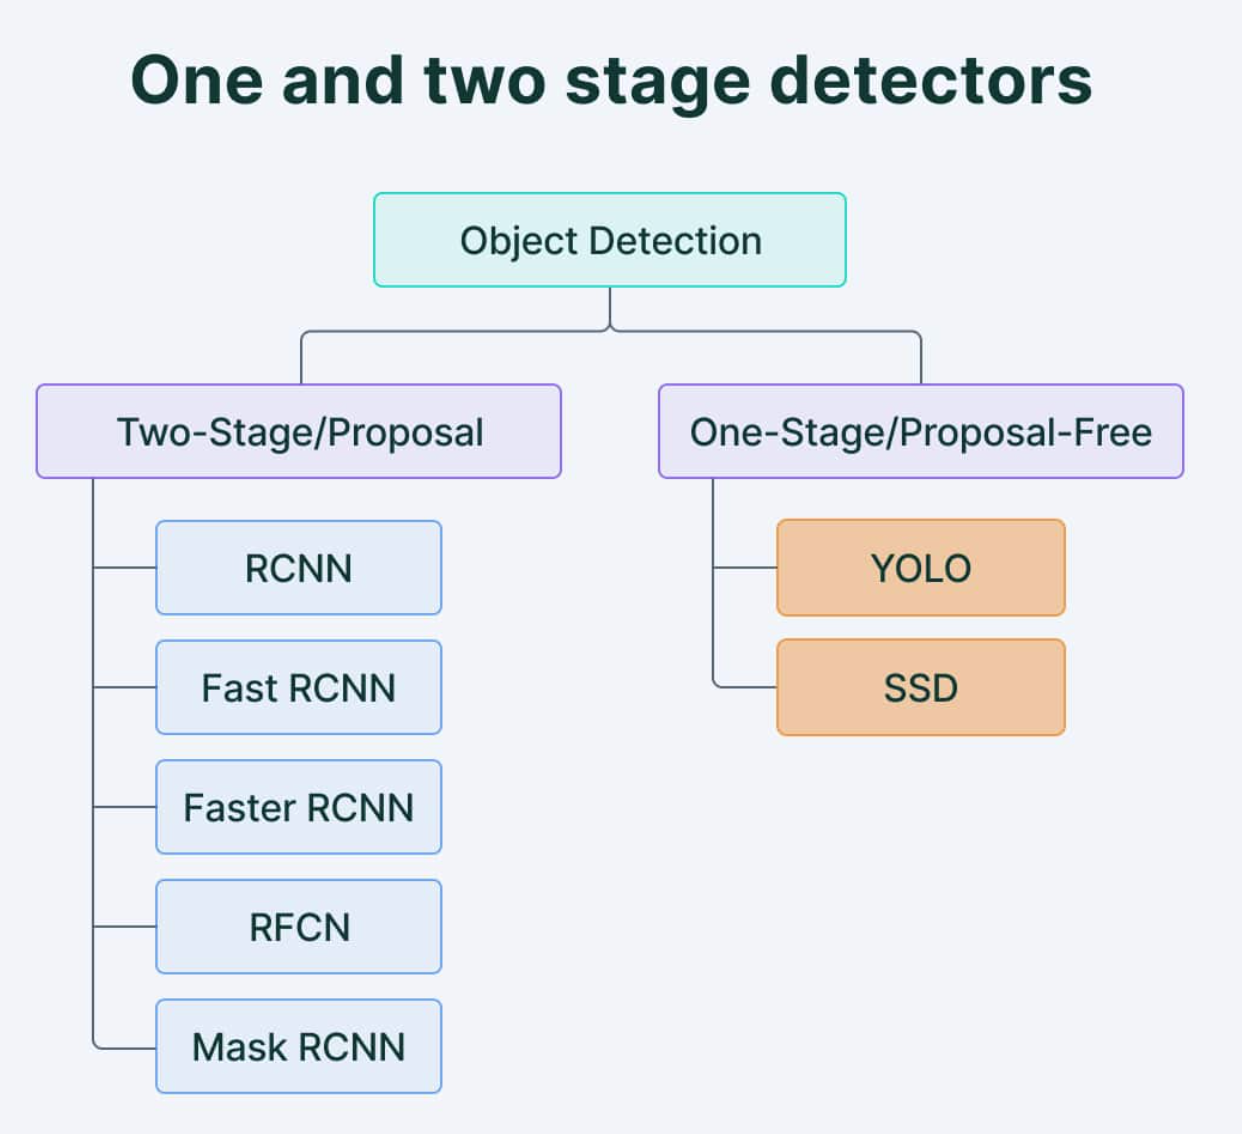 One and two stage detectors
Object Detection
Two-Stage/Proposal
One-Stage/Proposal-Free
RCNN
Fast RCNN
Faster RCNN
RFCN
Mask RCNN
YOLO
SSD